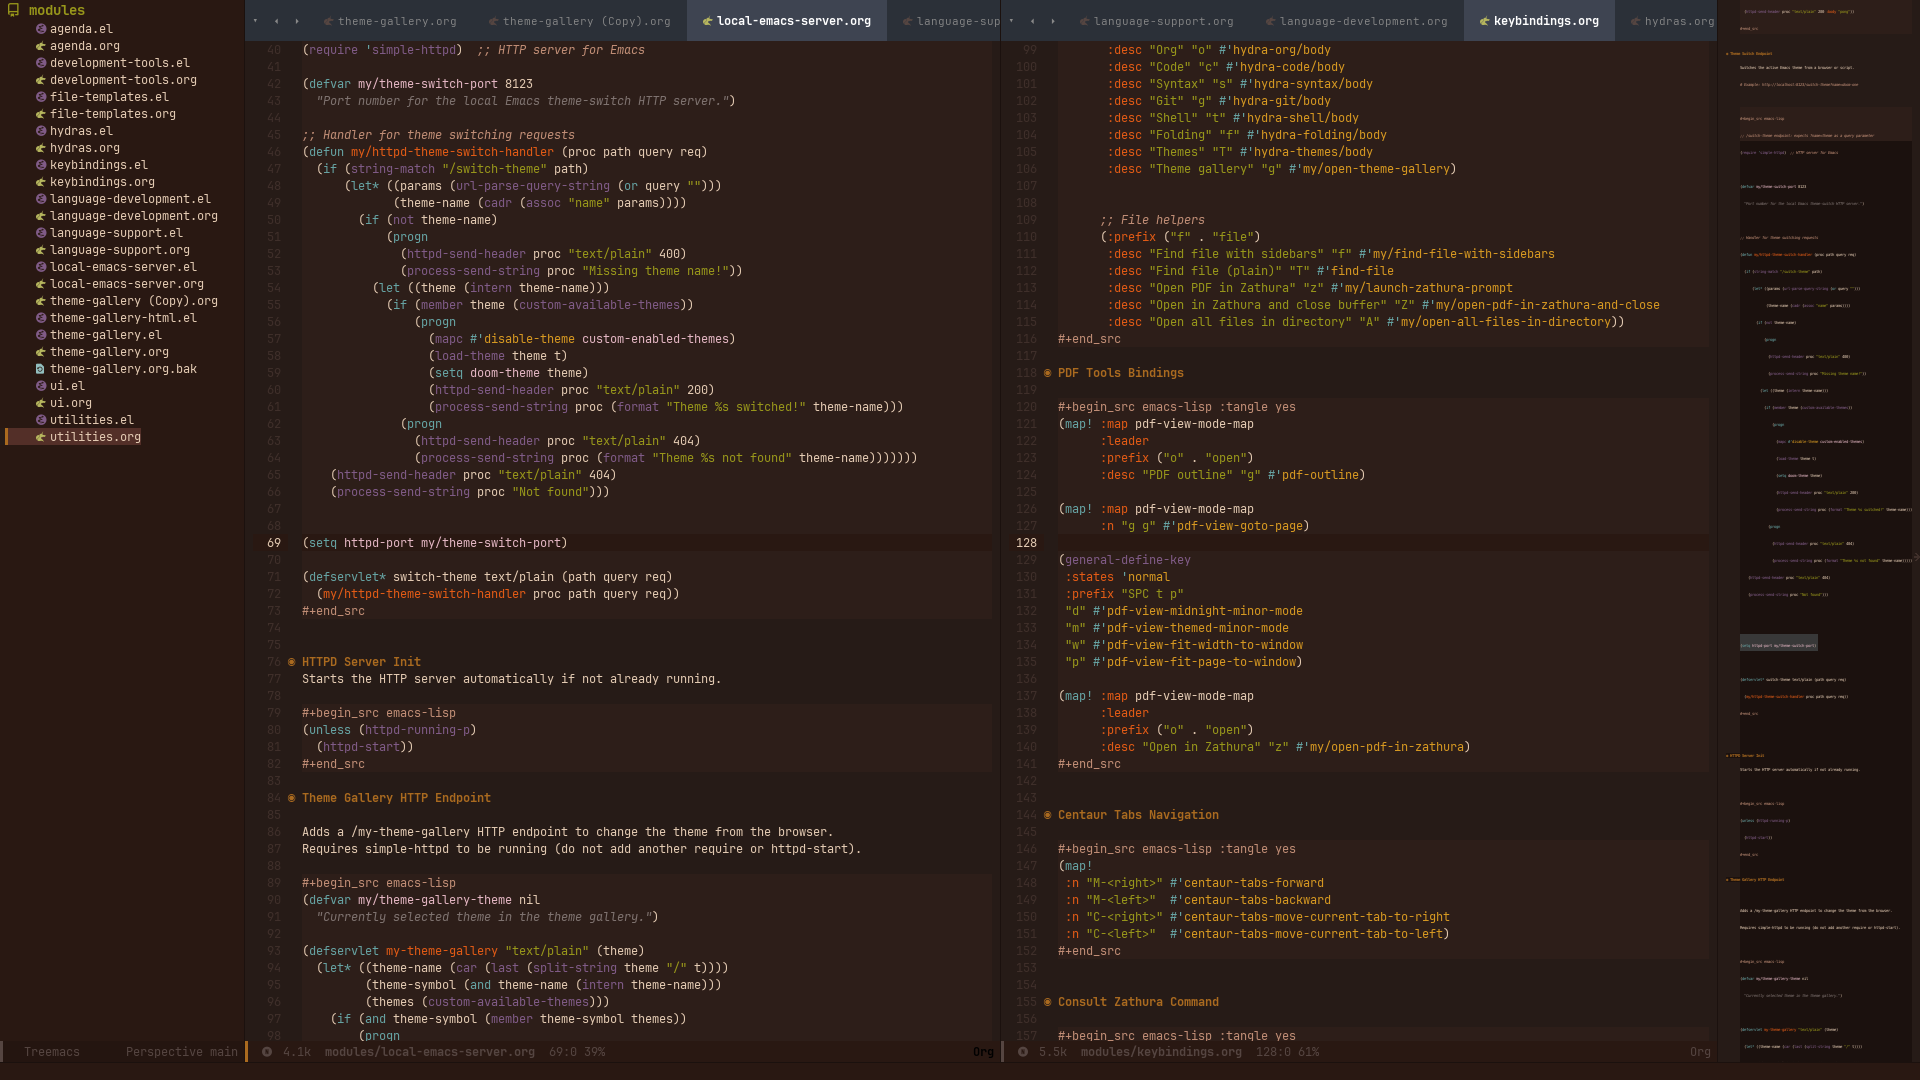 modules
agenda.el
agenda.org
development-tools.el
development-tools.org
file-templates.el
file-templates.org
hydras.el
hydras.org
keybindings.el
keybindings.org
language-development.el
language-development.org
language-support.el
language-support.org
local-emacs-server.el
local-emacs-server.org
theme-gallery (Copy).org
theme-gallery-html.el
theme-gallery.el
theme-gallery.org
theme-gallery.org.bak
ui.el
ui.org
utilities.el
utilities.org
Treemacs Perspective main
theme-gallery.org theme-gallery (Copy).org local-emacs-server.org language-sup
40 (require 'simple-httpd)  ;; HTTP server for Emacs
41
42 (defvar my/theme-switch-port 8123
43   "Port number for the local Emacs theme-switch HTTP server.")
44
45 ;; Handler for theme switching requests
46 (defun my/httpd-theme-switch-handler (proc path query req)
47   (if (string-match "/switch-theme" path)
48       (let* ((params (url-parse-query-string (or query "")))
49              (theme-name (cadr (assoc "name" params))))
50         (if (not theme-name)
51             (progn
52               (httpd-send-header proc "text/plain" 400)
53               (process-send-string proc "Missing theme name!"))
54           (let ((theme (intern theme-name)))
55             (if (member theme (custom-available-themes))
56                 (progn
57                   (mapc #'disable-theme custom-enabled-themes)
58                   (load-theme theme t)
59                   (setq doom-theme theme)
60                   (httpd-send-header proc "text/plain" 200)
61                   (process-send-string proc (format "Theme %s switched!" theme-name)))
62               (progn
63                 (httpd-send-header proc "text/plain" 404)
64                 (process-send-string proc (format "Theme %s not found" theme-name)))))))
65     (httpd-send-header proc "text/plain" 404)
66     (process-send-string proc "Not found")))
67
68
69 (setq httpd-port my/theme-switch-port)
70
71 (defservlet* switch-theme text/plain (path query req)
72   (my/httpd-theme-switch-handler proc path query req))
73 #+end_src
74
75
76 ◉ HTTPD Server Init
77 Starts the HTTP server automatically if not already running.
78
79 #+begin_src emacs-lisp
80 (unless (httpd-running-p)
81   (httpd-start))
82 #+end_src
83
84 ◉ Theme Gallery HTTP Endpoint
85
86 Adds a /my-theme-gallery HTTP endpoint to change the theme from the browser.
87 Requires simple-httpd to be running (do not add another require or httpd-start).
88
89 #+begin_src emacs-lisp
90 (defvar my/theme-gallery-theme nil
91   "Currently selected theme in the theme gallery.")
92
93 (defservlet my-theme-gallery "text/plain" (theme)
94   (let* ((theme-name (car (last (split-string theme "/" t))))
95          (theme-symbol (and theme-name (intern theme-name)))
96          (themes (custom-available-themes)))
97     (if (and theme-symbol (member theme-symbol themes))
98         (progn
4.1k modules/local-emacs-server.org 69:0 39% Org
language-support.org language-development.org keybindings.org hydras.org
99        :desc "Org" "o" #'hydra-org/body
100        :desc "Code" "c" #'hydra-code/body
101        :desc "Syntax" "s" #'hydra-syntax/body
102        :desc "Git" "g" #'hydra-git/body
103        :desc "Shell" "t" #'hydra-shell/body
104        :desc "Folding" "f" #'hydra-folding/body
105        :desc "Themes" "T" #'hydra-themes/body
106        :desc "Theme gallery" "g" #'my/open-theme-gallery)
107
108
109       ;; File helpers
110       (:prefix ("f" . "file")
111        :desc "Find file with sidebars" "f" #'my/find-file-with-sidebars
112        :desc "Find file (plain)" "T" #'find-file
113        :desc "Open PDF in Zathura" "z" #'my/launch-zathura-prompt
114        :desc "Open in Zathura and close buffer" "Z" #'my/open-pdf-in-zathura-and-close
115        :desc "Open all files in directory" "A" #'my/open-all-files-in-directory))
116 #+end_src
117
118 ◉ PDF Tools Bindings
119
120 #+begin_src emacs-lisp :tangle yes
121 (map! :map pdf-view-mode-map
122       :leader
123       :prefix ("o" . "open")
124       :desc "PDF outline" "g" #'pdf-outline)
125
126 (map! :map pdf-view-mode-map
127       :n "g g" #'pdf-view-goto-page)
128
129 (general-define-key
130  :states 'normal
131  :prefix "SPC t p"
132  "d" #'pdf-view-midnight-minor-mode
133  "m" #'pdf-view-themed-minor-mode
134  "w" #'pdf-view-fit-width-to-window
135  "p" #'pdf-view-fit-page-to-window)
136
137 (map! :map pdf-view-mode-map
138       :leader
139       :prefix ("o" . "open")
140       :desc "Open in Zathura" "z" #'my/open-pdf-in-zathura)
141 #+end_src
142
143
144 ◉ Centaur Tabs Navigation
145
146 #+begin_src emacs-lisp :tangle yes
147 (map!
148  :n "M-<right>" #'centaur-tabs-forward
149  :n "M-<left>"  #'centaur-tabs-backward
150  :n "C-<right>" #'centaur-tabs-move-current-tab-to-right
151  :n "C-<left>"  #'centaur-tabs-move-current-tab-to-left)
152 #+end_src
153
154
155 ◉ Consult Zathura Command
156
157 #+begin_src emacs-lisp :tangle yes
5.5k modules/keybindings.org 128:0 61% Org